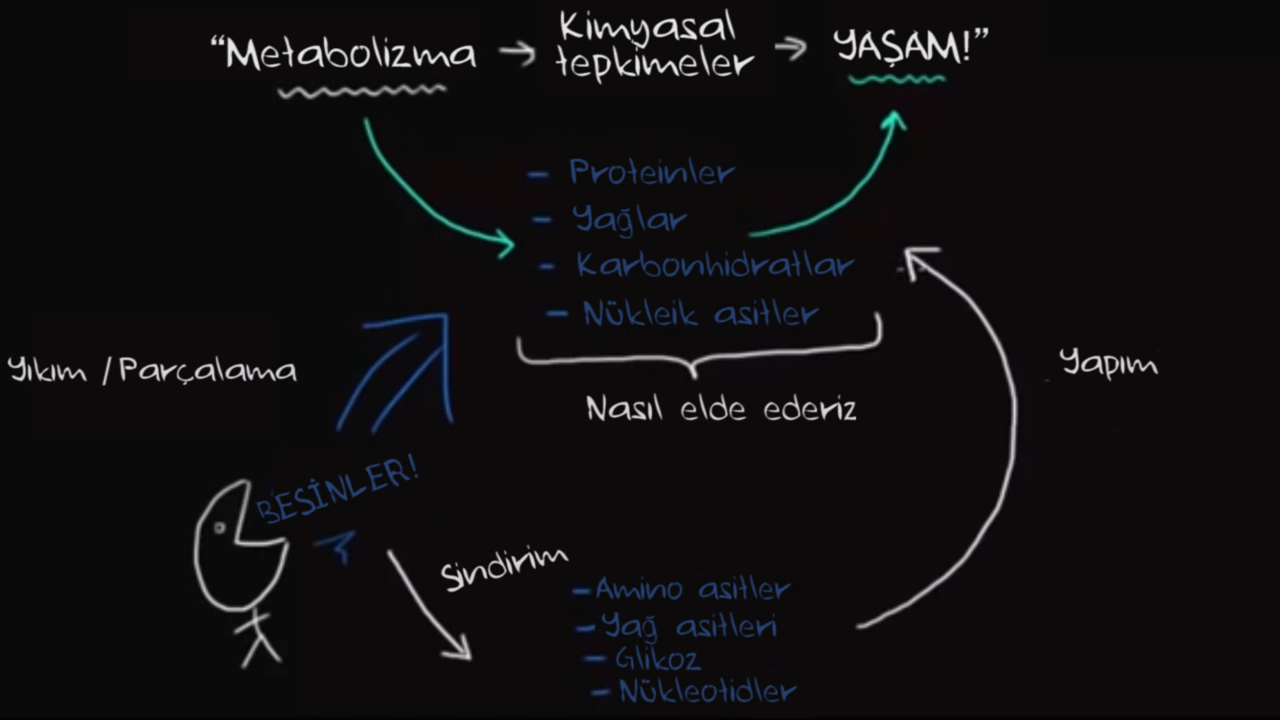 “Metabolizma → Kimyasal tepkimeler → YAŞAM!”
- Proteinler
- Yağlar
- Karbonhidratlar
- Nükleik asitler
Nasıl elde ederiz
Yıkım / Parçalama
Yapım
BESİNLER!
Sindirim
- Amino asitler
- Yağ asitleri
- Glikoz
- Nükleotidler